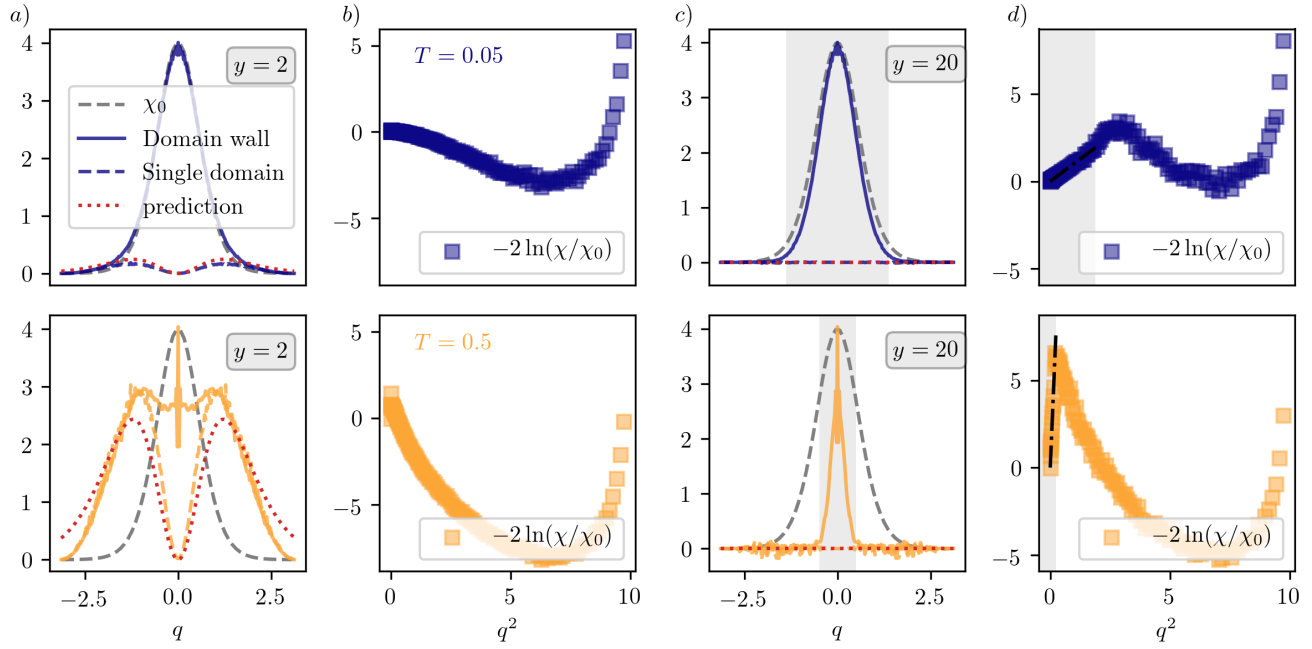 a)
b)
c)
d)
4
3
2
1
0
y = 2
χ₀
Domain wall
Single domain
prediction
0
−5
T = 0.05
−2 ln(χ/χ₀)
4
3
2
1
0
y = 20
5
0
−5
−2 ln(χ/χ₀)
4
3
2
1
0
y = 2
−2.5
0.0
2.5
q
5
0
−5
T = 0.5
−2 ln(χ/χ₀)
0
5
10
q²
4
3
2
1
0
y = 20
−2.5
0.0
2.5
q
5
0
−5
−2 ln(χ/χ₀)
0
5
10
q²